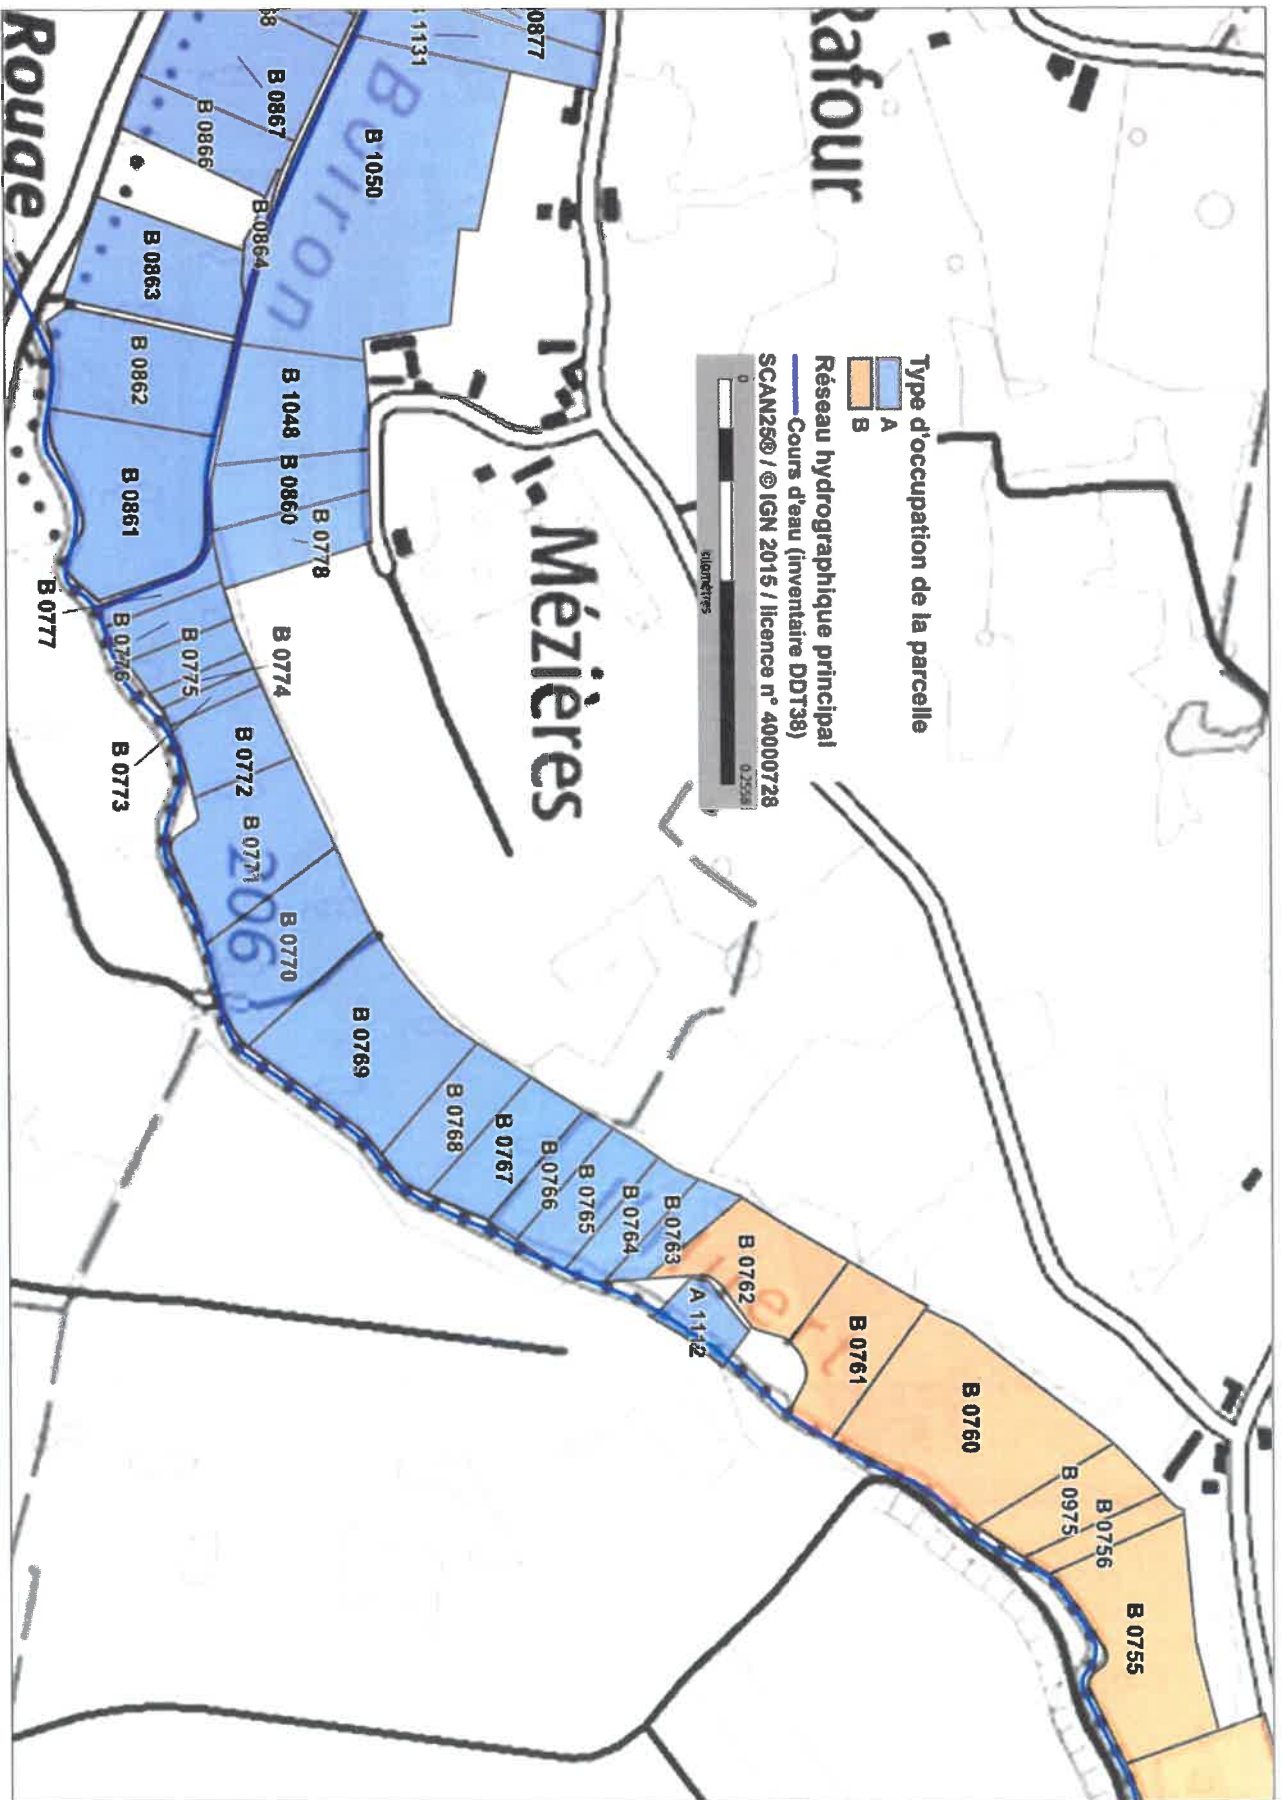 Rafour
Rouge
Mézières
Boiron
206
Type d'occupation de la parcelle
A
B
Réseau hydrographique principal
Cours d'eau (inventaire DDT38)
SCAN25® / © IGN 2015 / licence n° 40000728
0
kilomètres
B 0867
B 0866
B 1050
B 0864
B 0863
B 0862
B 0861
B 1048
B 0860
B 0778
B 0777
B 0776
B 0775
B 0774
B 0773
B 0772
B 0771
B 0770
B 0769
B 0768
B 0767
B 0766
B 0765
B 0764
B 0763
B 0762
A 1112
B 0761
B 0760
B 0975
B 0756
B 0755
1131
0877